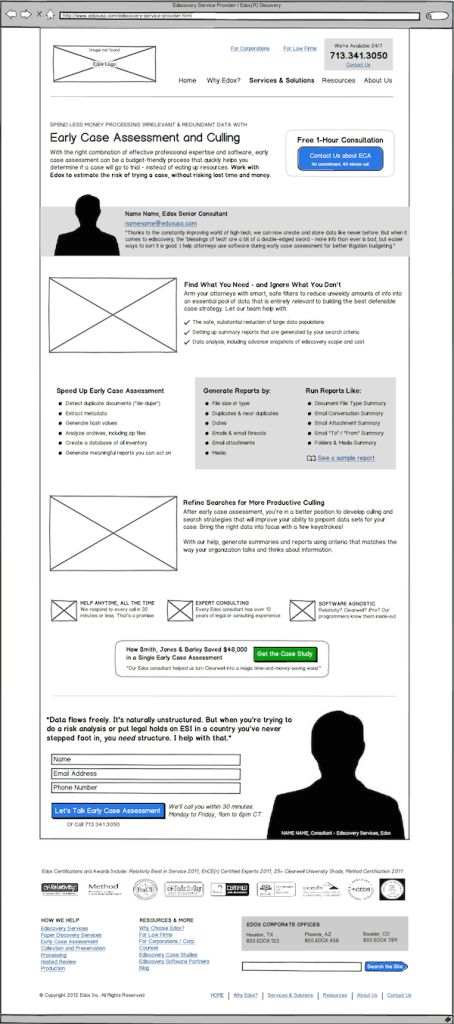 Ediscovery Service Provider | Edox(R) Discovery
http://www.edoxusa.com/ediscovery-service-provider.html
Image not found
Edox Logo
For Corporations
For Law Firms
We're Available 24/7
713.341.3050
Contact Us
Home
Why Edox?
Services & Solutions
Resources
About Us
SPEND LESS MONEY PROCESSING IRRELEVANT & REDUNDANT DATA WITH
Early Case Assessment and Culling
With the right combination of effective professional expertise and software, early
case assessment can be a budget-friendly process that quickly helps you
determine if a case will go to trial - instead of eating up resources. Work with
Edox to estimate the risk of trying a case, without risking lost time and money.
Free 1-Hour Consultation
Contact Us about ECA
No commitment, 60 minute call.
Name Name, Edox Senior Consultant
namename@edoxusa.com
"Thanks to the constantly improving world of high-tech, we can now create and store data like never before. But when it
comes to ediscovery, the 'blessings of tech' are a bit of a double-edged sword - more info than ever is bad, but easier
ways to sort it is good. I help attorneys use software during early case assessment for better litigation budgeting."
Find What You Need - and Ignore What You Don't
Arm your attorneys with smart, safe filters to reduce unwieldy amounts of info into
an essential pool of data that is entirely relevant to building the best defensible
case strategy. Let our team help with:
The safe, substantial reduction of large data populations
Setting up summary reports that are generated by your search criteria
Data analysis, including advance snapshots of ediscovery scope and cost
Speed Up Early Case Assessment
Detect duplicate documents ("de-dupe")
Extract metadata
Generate hash values
Analyze archives, including zip files
Create a database of all inventory
Generate meaningful reports you can act on
Generate Reports by:
File size or type
Duplicates & near duplicates
Dates
Emails & email threads
Email attachments
Media
Run Reports Like:
Document File Type Summary
Email Conversation Summary
Email Attachment Summary
Email "To" / "From" Summary
Folders & Media Summary
See a sample report
Refine Searches for More Productive Culling
After early case assessment, you're in a better position to develop culling and
search strategies that will improve your ability to pinpoint data sets for your
case. Bring the right data into focus with a few keystrokes!
With our help, generate summaries and reports using criteria that matches the
way your organization talks and thinks about information.
HELP ANYTIME, ALL THE TIME
We respond to every call in 30
minutes or less. That's a promise.
EXPERT CONSULTING
Every Edox consultant has over 10
years of legal or consulting experience
SOFTWARE AGNOSTIC
Relativity? Clearwell? iPro? Our
programmers know them inside-out
How Smith, Jones & Barley Saved $48,000
in a Single Early Case Assessment
Get the Case Study
"Our Edox consultant helped us turn Clearwell into a magic time-and-money-saving wand."
"Data flows freely. It's naturally unstructured. But when you're trying to
do a risk analysis or put legal holds on ESI in a country you've never
stepped foot in, you need structure. I help with that."
Name
Email Address
Phone Number
Let's Talk Early Case Assessment
We'll call you within 30 minutes
Monday to Friday, 9am to 6pm CT.
Or Call 713.341.3050
NAME NAME, Consultant - Ediscovery Services, Edox
Edox Certifications and Awards Include: Relativity Best in Service 2011, EnCE(r) Certified Experts 2011, 25+ Clearwell University Grads, Method Certification 2011
Relativity
Method
CERTIFIED
HOW WE HELP
Ediscovery Services
Paper Discovery Services
Early Case Assessment
Collection and Preservation
Processing
Hosted Review
Production
RESOURCES & MORE
Why Choose Edox?
For Law Firms
For Corporations / Corp.
Counsel
Ediscovery Case Studies
Ediscovery Software Partners
Blog
EDOX CORPORATE OFFICES
Houston, TX
800.EDOX.123
Phoenix, AZ
800.EDOX.456
Boulder, CO
800.EDOX.789
Search the Site
© Copyright 2012 Edox Inc. All Rights Reserved
HOME | Why Edox? | Services & Solutions | Resources | About Us | Contact Us